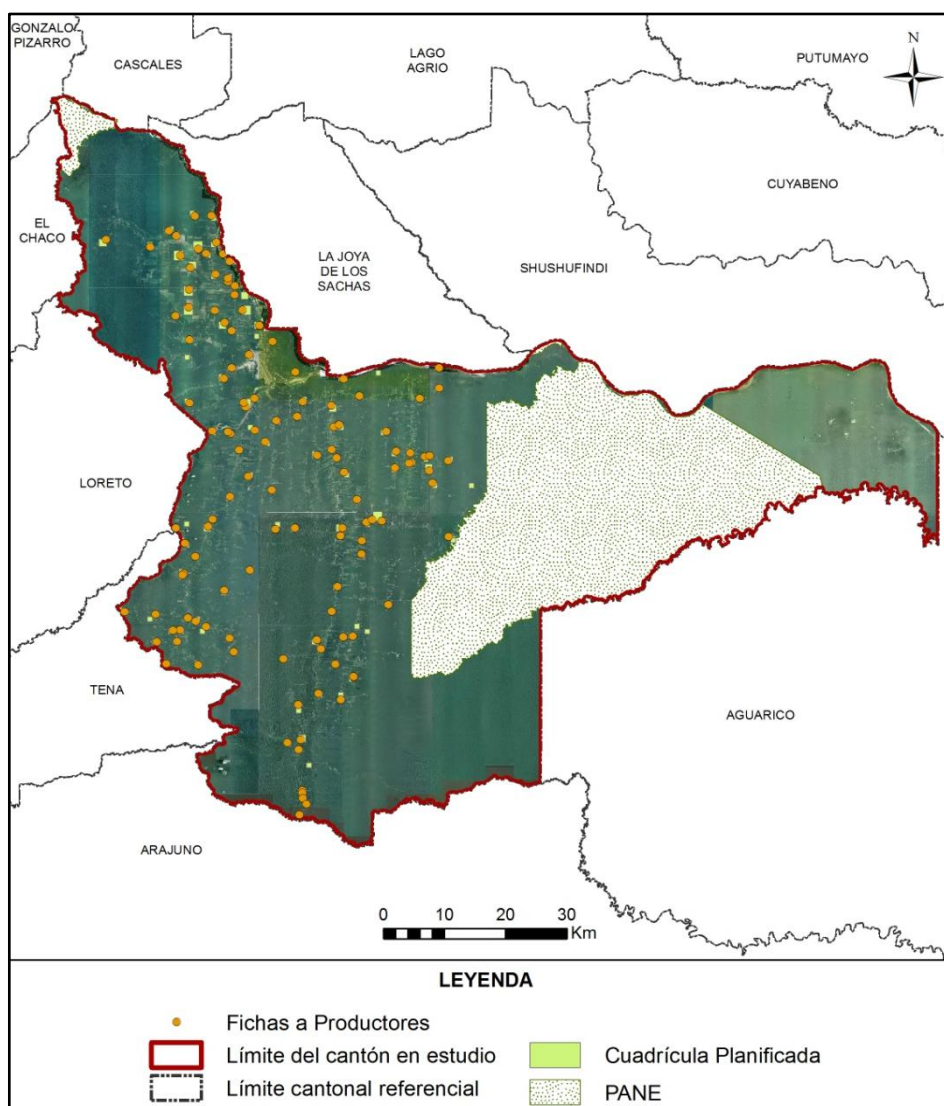 GONZALO
PIZARRO
CASCALES
LAGO
AGRIO
PUTUMAYO
N
CUYABENO
EL
CHACO
LA JOYA
DE LOS
SACHAS
SHUSHUFINDI
LORETO
TENA
AGUARICO
ARAJUNO
0 10 20 30
Km
LEYENDA
Fichas a Productores
Límite del cantón en estudio
Límite cantonal referencial
Cuadrícula Planificada
PANE